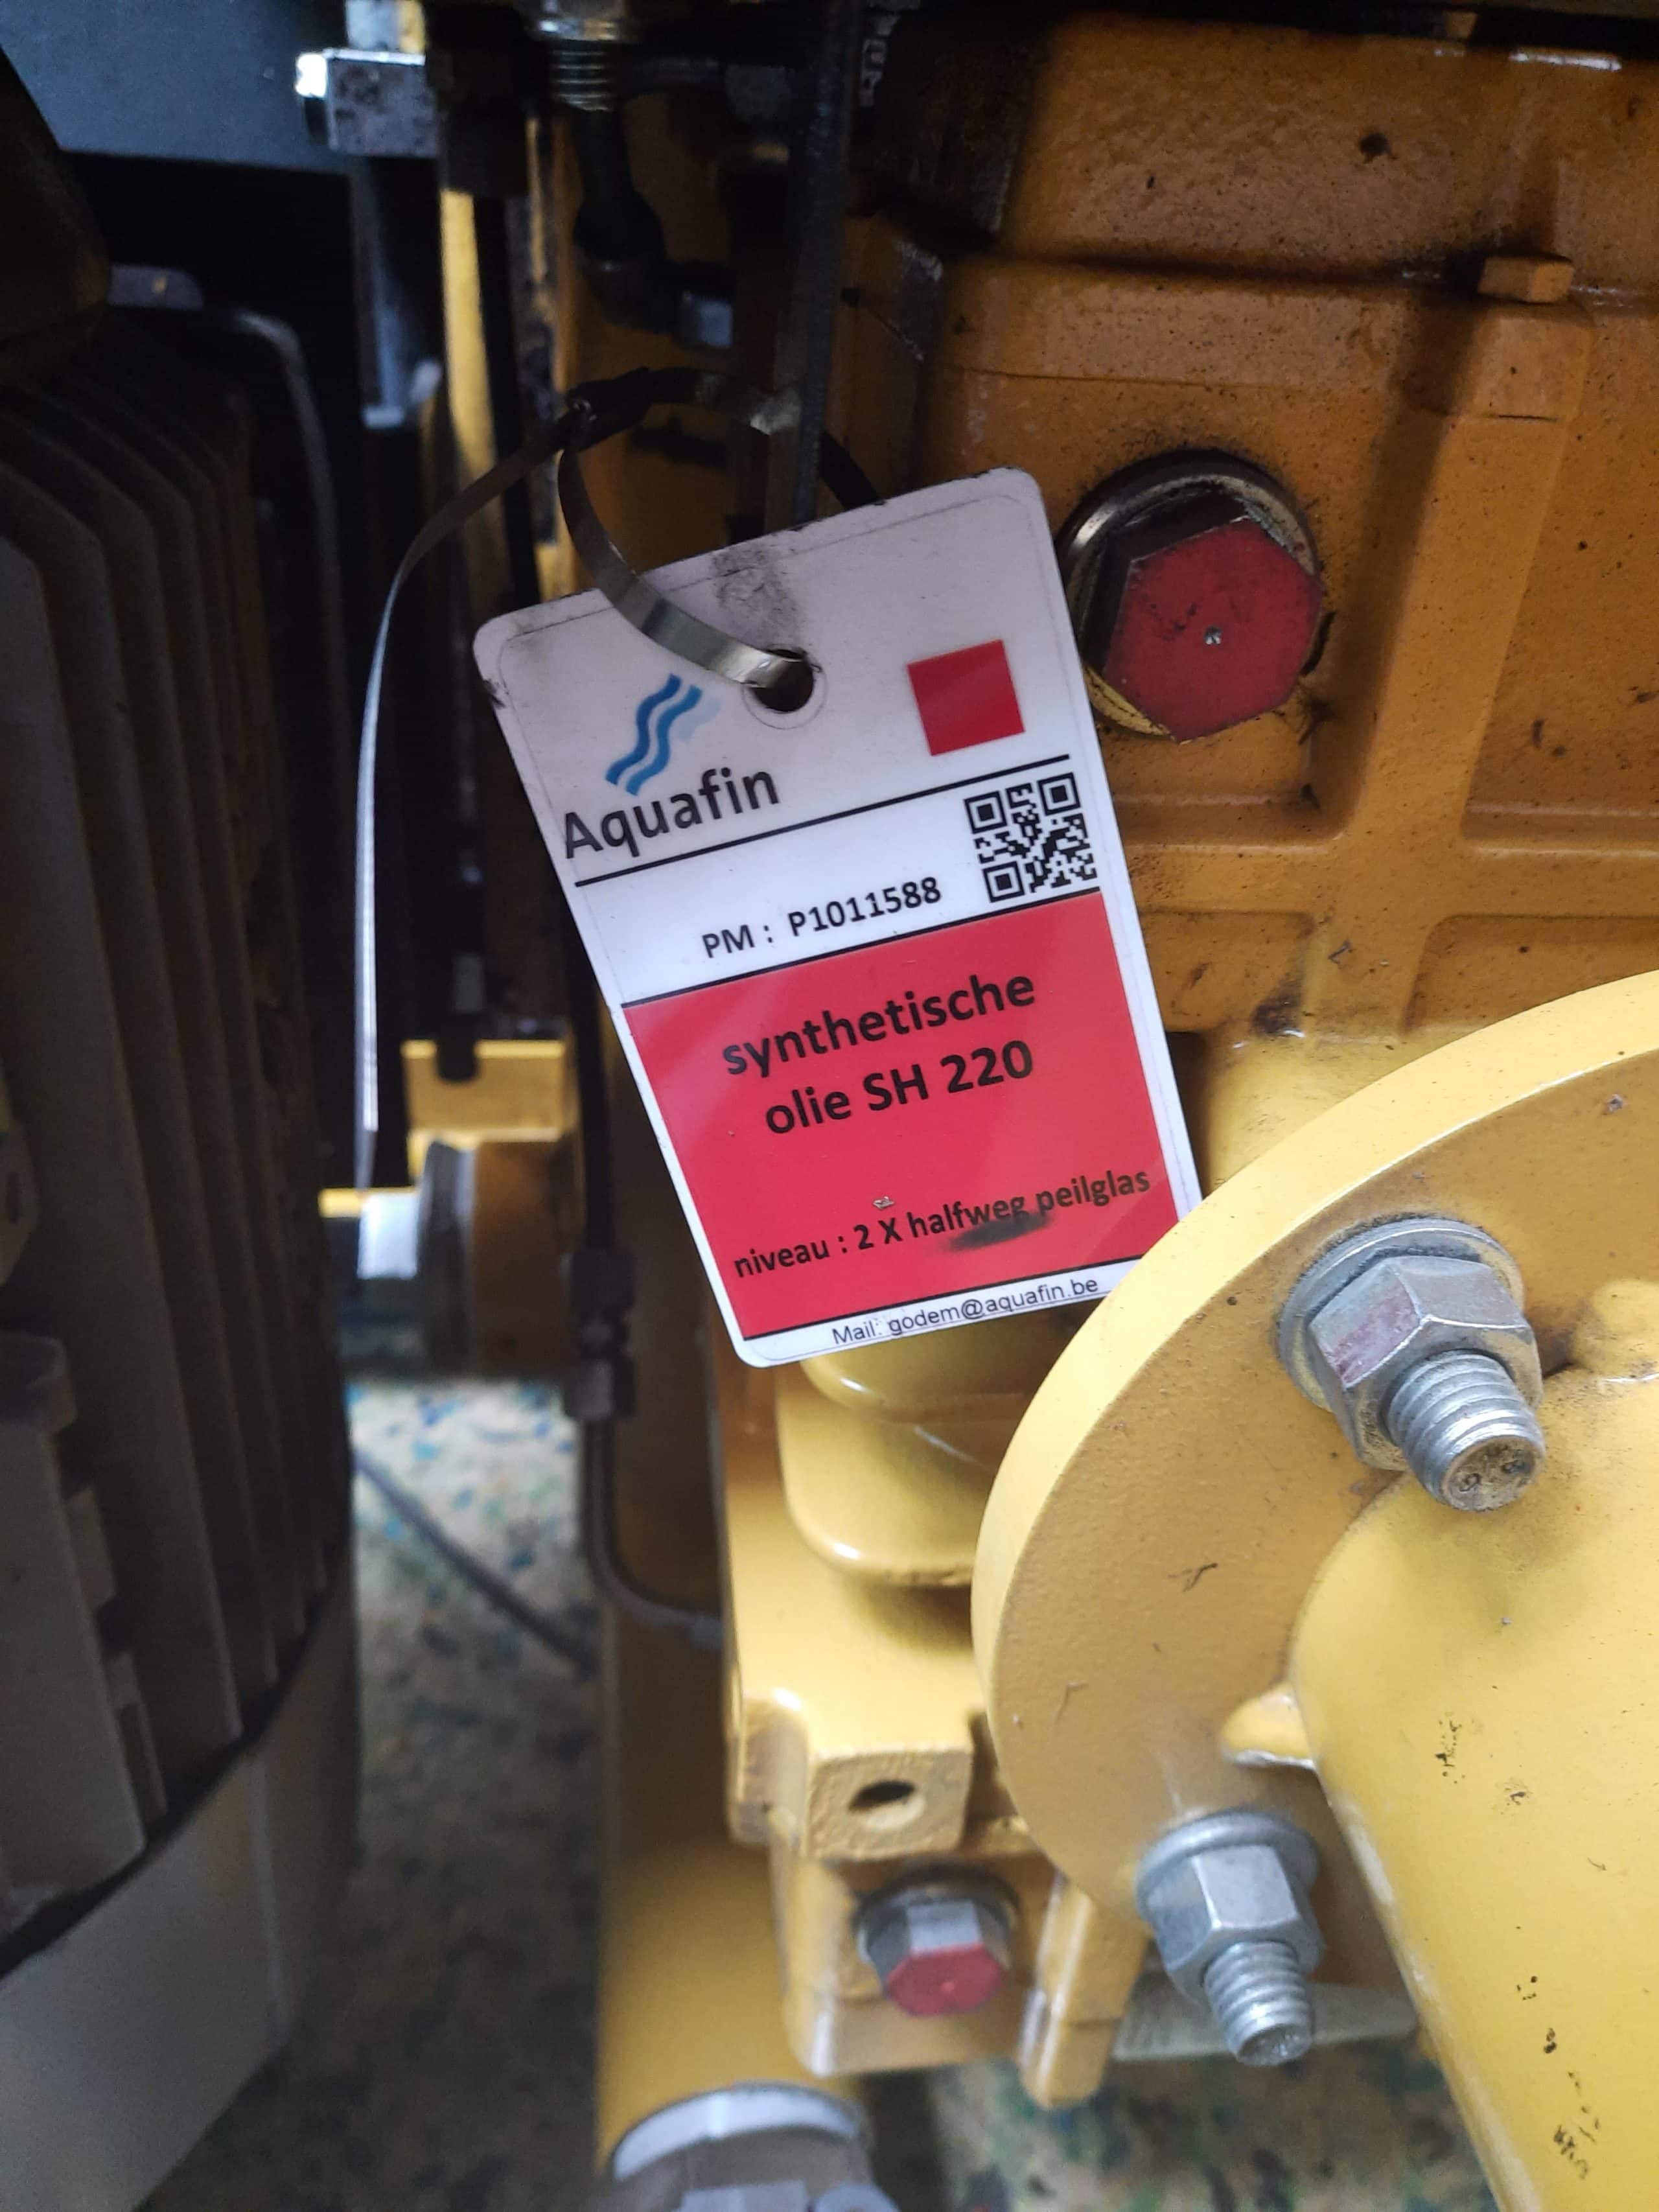 Aquafin
PM : P1011588
synthetische
olie SH 220
niveau : 2 X halfweg peilglas
Mail: godem@aquafin.be